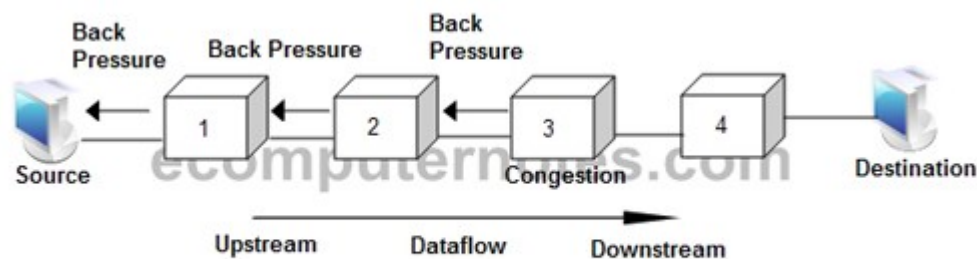 Back
Pressure
Back Pressure
Back
Pressure
1
2
3
4
Source
Congestion
Destination
ecomputernotes.com
Upstream
Dataflow
Downstream